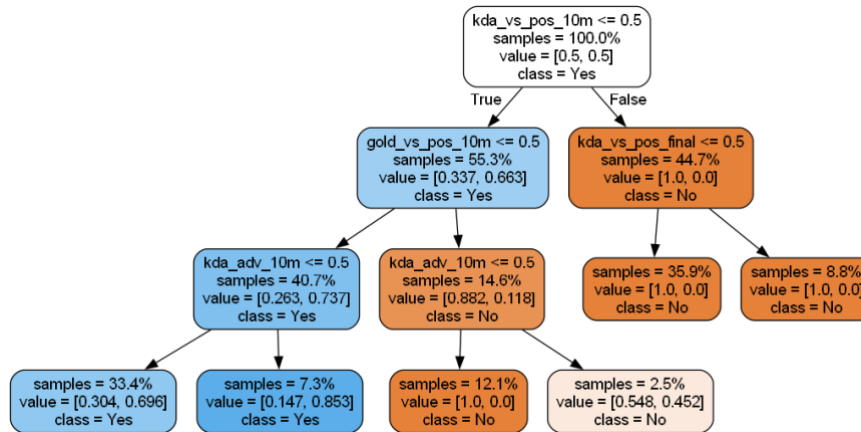 kda_vs_pos_10m <= 0.5
samples = 100.0%
value = [0.5, 0.5]
class = Yes
True
False
gold_vs_pos_10m <= 0.5
samples = 55.3%
value = [0.337, 0.663]
class = Yes
kda_vs_pos_final <= 0.5
samples = 44.7%
value = [1.0, 0.0]
class = No
kda_adv_10m <= 0.5
samples = 40.7%
value = [0.263, 0.737]
class = Yes
kda_adv_10m <= 0.5
samples = 14.6%
value = [0.882, 0.118]
class = No
samples = 35.9%
value = [1.0, 0.0]
class = No
samples = 8.8%
value = [1.0, 0.0]
class = No
samples = 33.4%
value = [0.304, 0.696]
class = Yes
samples = 7.3%
value = [0.147, 0.853]
class = Yes
samples = 12.1%
value = [1.0, 0.0]
class = No
samples = 2.5%
value = [0.548, 0.452]
class = No